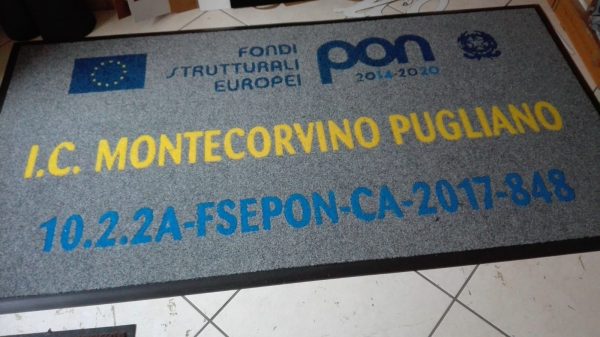 FONDI
STRUTTURALI
EUROPEI
pon
2014-2020
I.C. MONTECORVINO PUGLIANO
10.2.2A-FSEPON-CA-2017-848